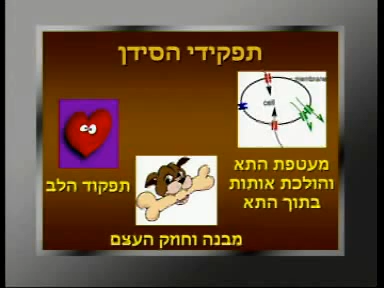 תפקידי הסידן
membrane
cell
מעטפת התא
והולכת אותות
בתוך התא
תפקוד הלב
מבנה וחוזק העצם